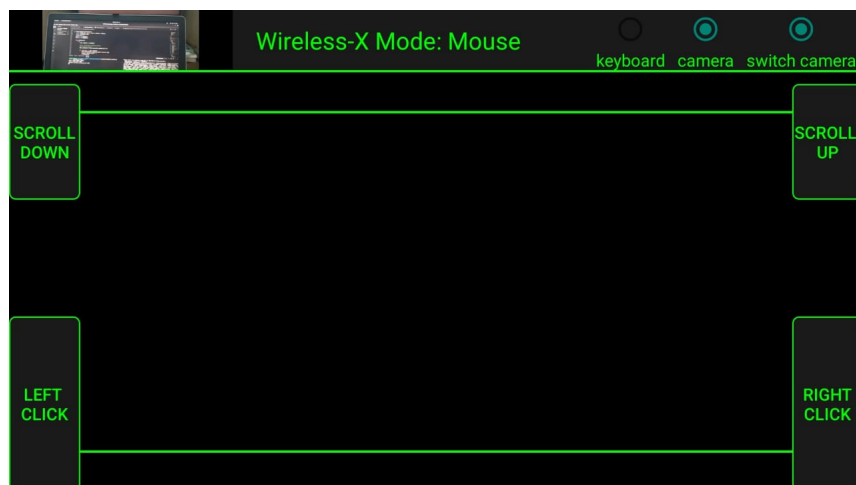 Wireless-X Mode: Mouse
keyboard camera switch camera
SCROLL
DOWN
SCROLL
UP
LEFT
CLICK
RIGHT
CLICK